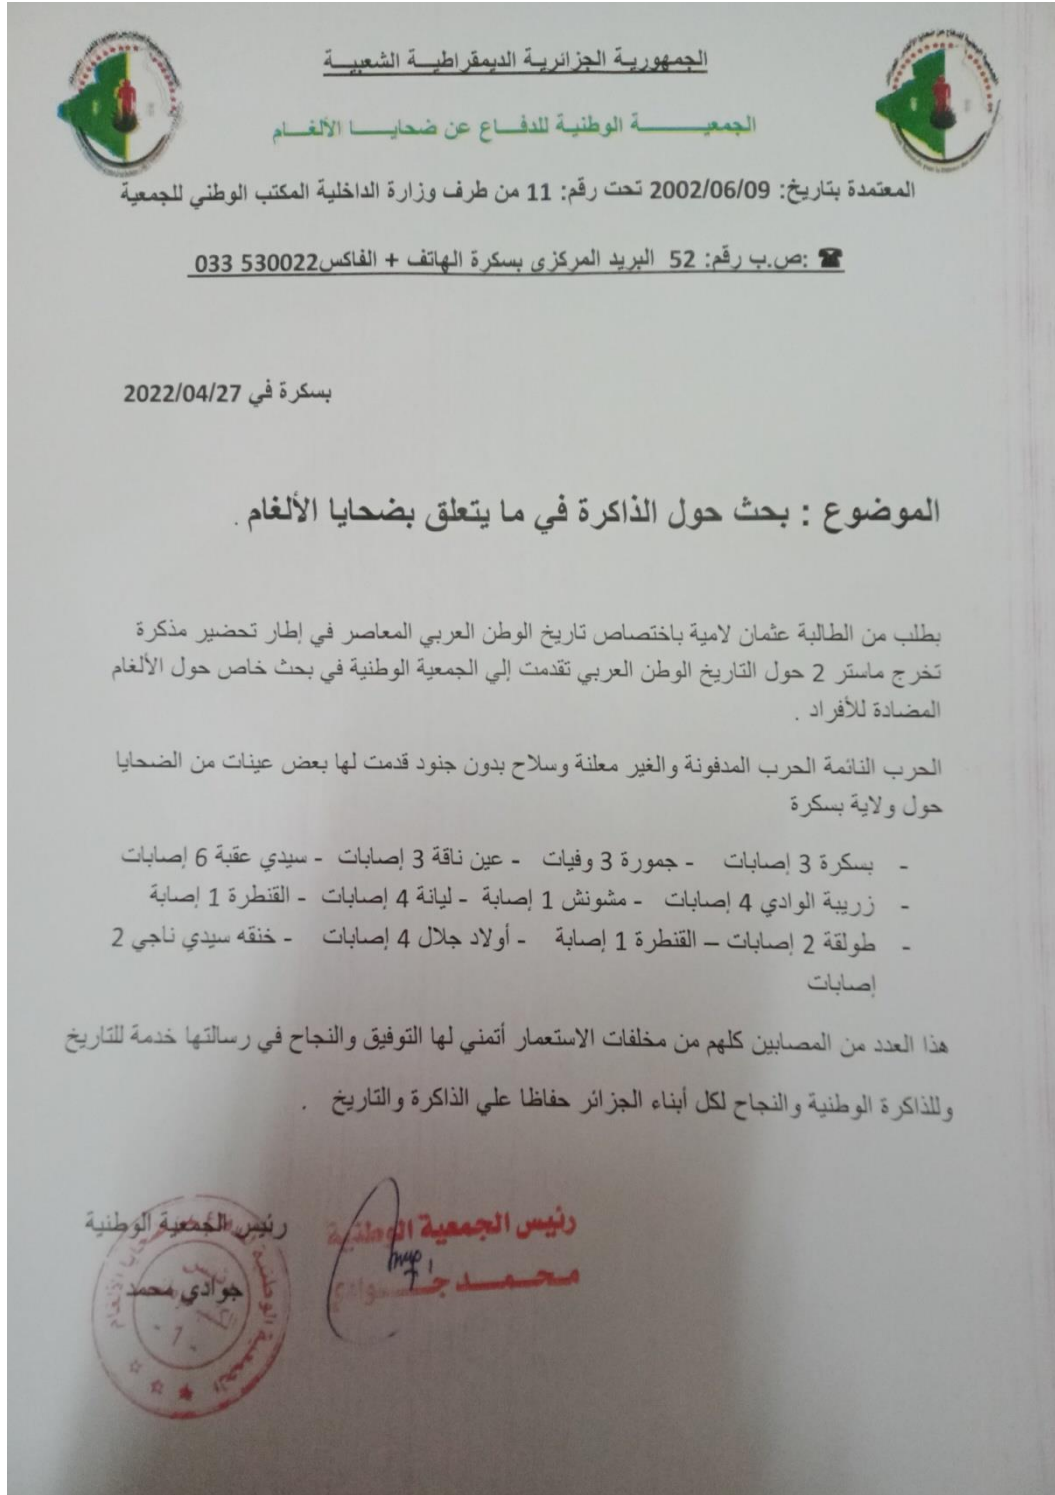 الجمهورية الجزائرية الديمقراطية الشعبية
الجمعية الوطنية للدفاع عن ضحايا الألغام
المعتمدة بتاريخ: 2002/06/09 تحت رقم: 11 من طرف وزارة الداخلية المكتب الوطني للجمعية
☎ :ص.ب رقم: 52 البريد المركزي بسكرة الهاتف + الفاكس530022 033
بسكرة في 2022/04/27
الموضوع : بحث حول الذاكرة في ما يتعلق بضحايا الألغام .
بطلب من الطالبة عثمان لامية باختصاص تاريخ الوطن العربي المعاصر في إطار تحضير مذكرة
تخرج ماستر 2 حول التاريخ الوطن العربي تقدمت إلي الجمعية الوطنية في بحث خاص حول الألغام
المضادة للأفراد .
الحرب النائمة الحرب المدفونة والغير معلنة وسلاح بدون جنود قدمت لها بعض عينات من الضحايا
حول ولاية بسكرة
- بسكرة 3 إصابات - جمورة 3 وفيات - عين ناقة 3 إصابات - سيدي عقبة 6 إصابات
- زريبة الوادي 4 إصابات - مشونش 1 إصابة - ليانة 4 إصابات - القنطرة 1 إصابة
- طولقة 2 إصابات – القنطرة 1 إصابة - أولاد جلال 4 إصابات - خنقه سيدي ناجي 2
إصابات
هذا العدد من المصابين كلهم من مخلفات الاستعمار أتمني لها التوفيق والنجاح في رسالتها خدمة للتاريخ
وللذاكرة الوطنية والنجاح لكل أبناء الجزائر حفاظا علي الذاكرة والتاريخ .
رئيس الجمعية الوطنية
محمد جوادي
رئيس الجمعية الوطنية
جوادي محمد